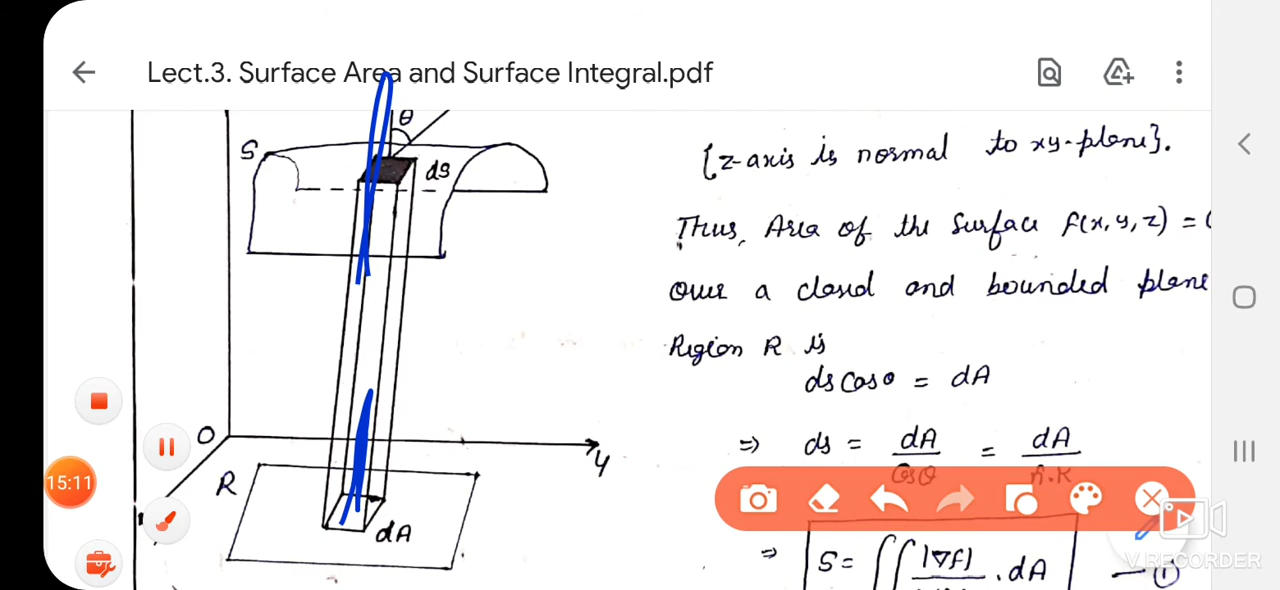 Lect.3. Surface Area and Surface Integral.pdf
θ
S
ds
O
y
R
dA
{z-axis is normal to xy-plane}.
Thus, Area of the surface f(x,y,z) =
over a closed and bounded plane
Region R is
ds Cosθ = dA
⇒ ds = dA / Cosθ = dA / n̂.k
⇒ S = ∬ |∇f| . dA — ①
15:11
V RECORDER